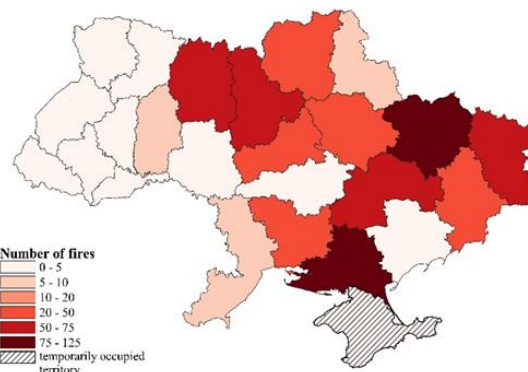 Number of fires
0 - 5
5 - 10
10 - 20
20 - 50
50 - 75
75 - 125
temporarily occupied
territory